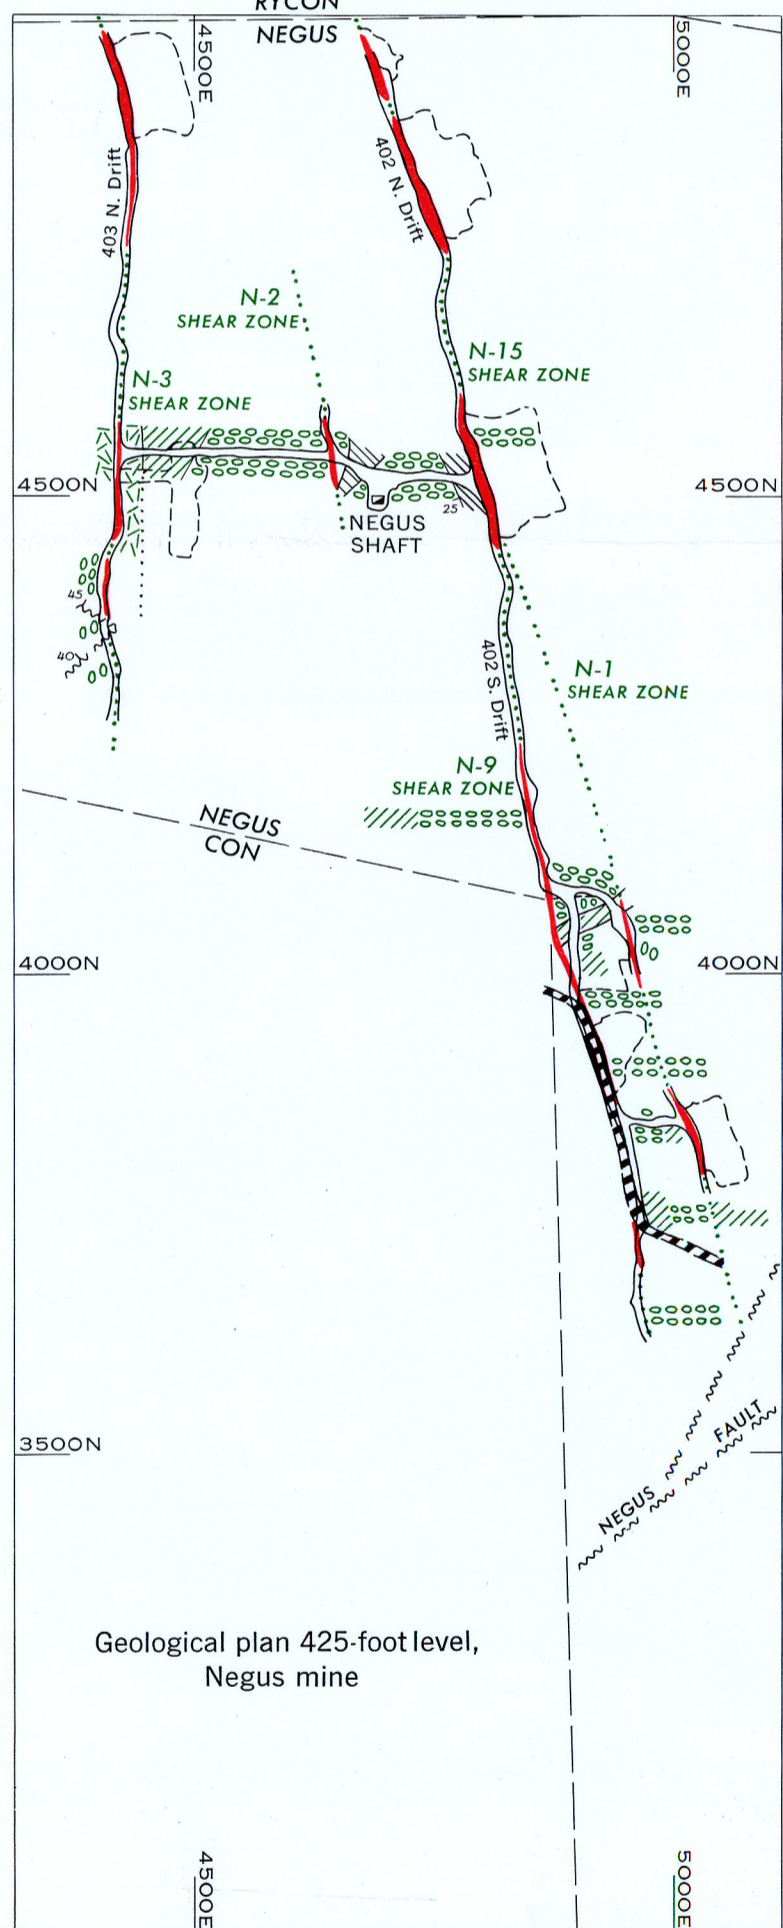 RYCON
NEGUS
4500E
5000E
403 N. Drift
402 N. Drift
N-2
SHEAR ZONE
N-15
SHEAR ZONE
N-3
SHEAR ZONE
4500N
4500N
25
NEGUS
SHAFT
45
40
402 S. Drift
N-1
SHEAR ZONE
N-9
SHEAR ZONE
NEGUS
CON
4000N
4000N
3500N
NEGUS FAULT
Geological plan 425-foot level,
Negus mine
4500E
5000E